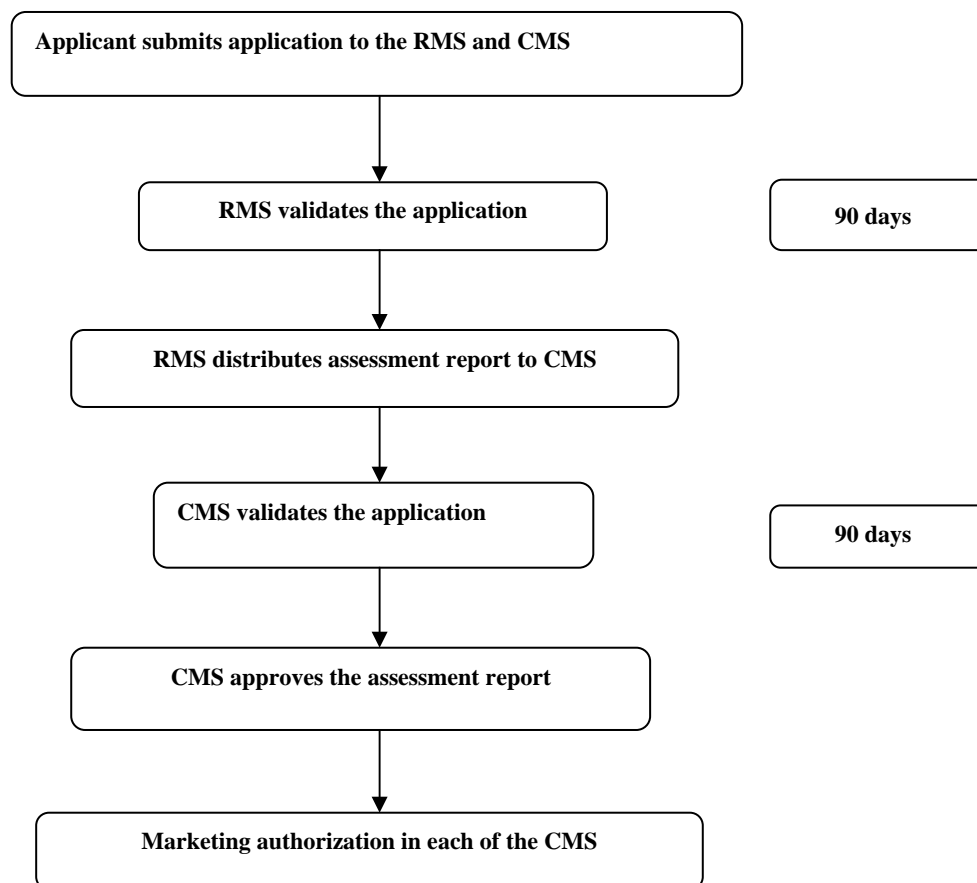 Applicant submits application to the RMS and CMS
RMS validates the application
90 days
RMS distributes assessment report to CMS
CMS validates the application
90 days
CMS approves the assessment report
Marketing authorization in each of the CMS